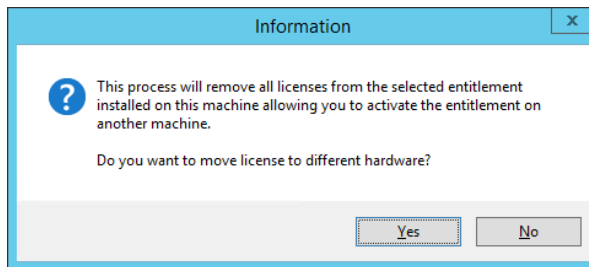 Information
x
This process will remove all licenses from the selected entitlement
installed on this machine allowing you to activate the entitlement on
another machine.
Do you want to move license to different hardware?
Yes
No